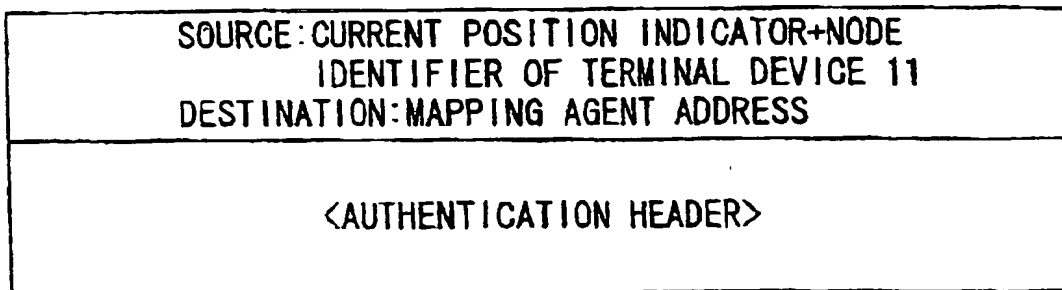 SOURCE:CURRENT POSITION INDICATOR+NODE
IDENTIFIER OF TERMINAL DEVICE 11
DESTINATION:MAPPING AGENT ADDRESS
<AUTHENTICATION HEADER>